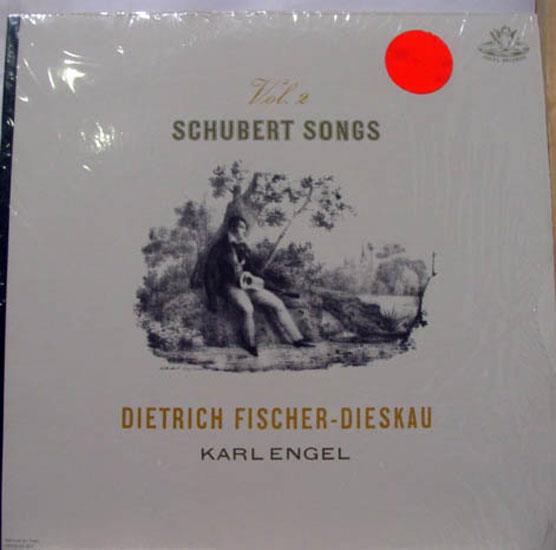 Vol. 2
SCHUBERT SONGS
DIETRICH FISCHER-DIESKAU
KARL ENGEL